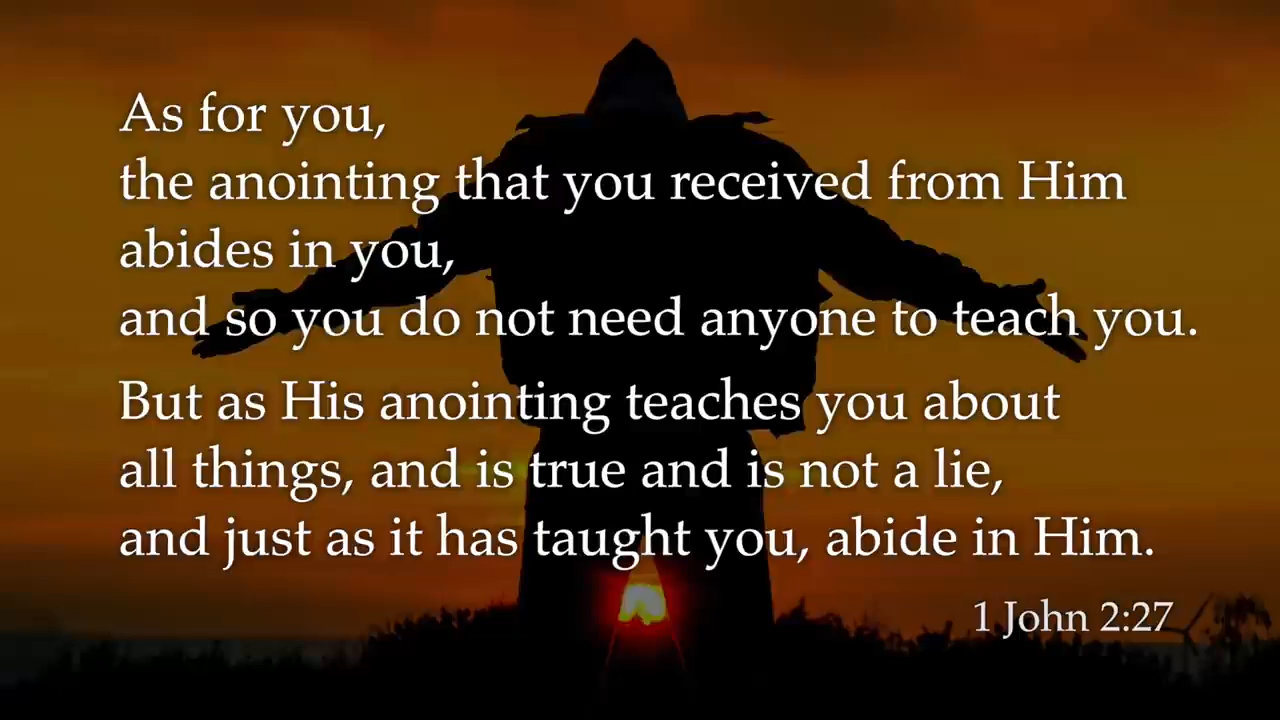 As for you,
the anointing that you received from Him
abides in you,
and so you do not need anyone to teach you.
But as His anointing teaches you about
all things, and is true and is not a lie,
and just as it has taught you, abide in Him.
1 John 2:27